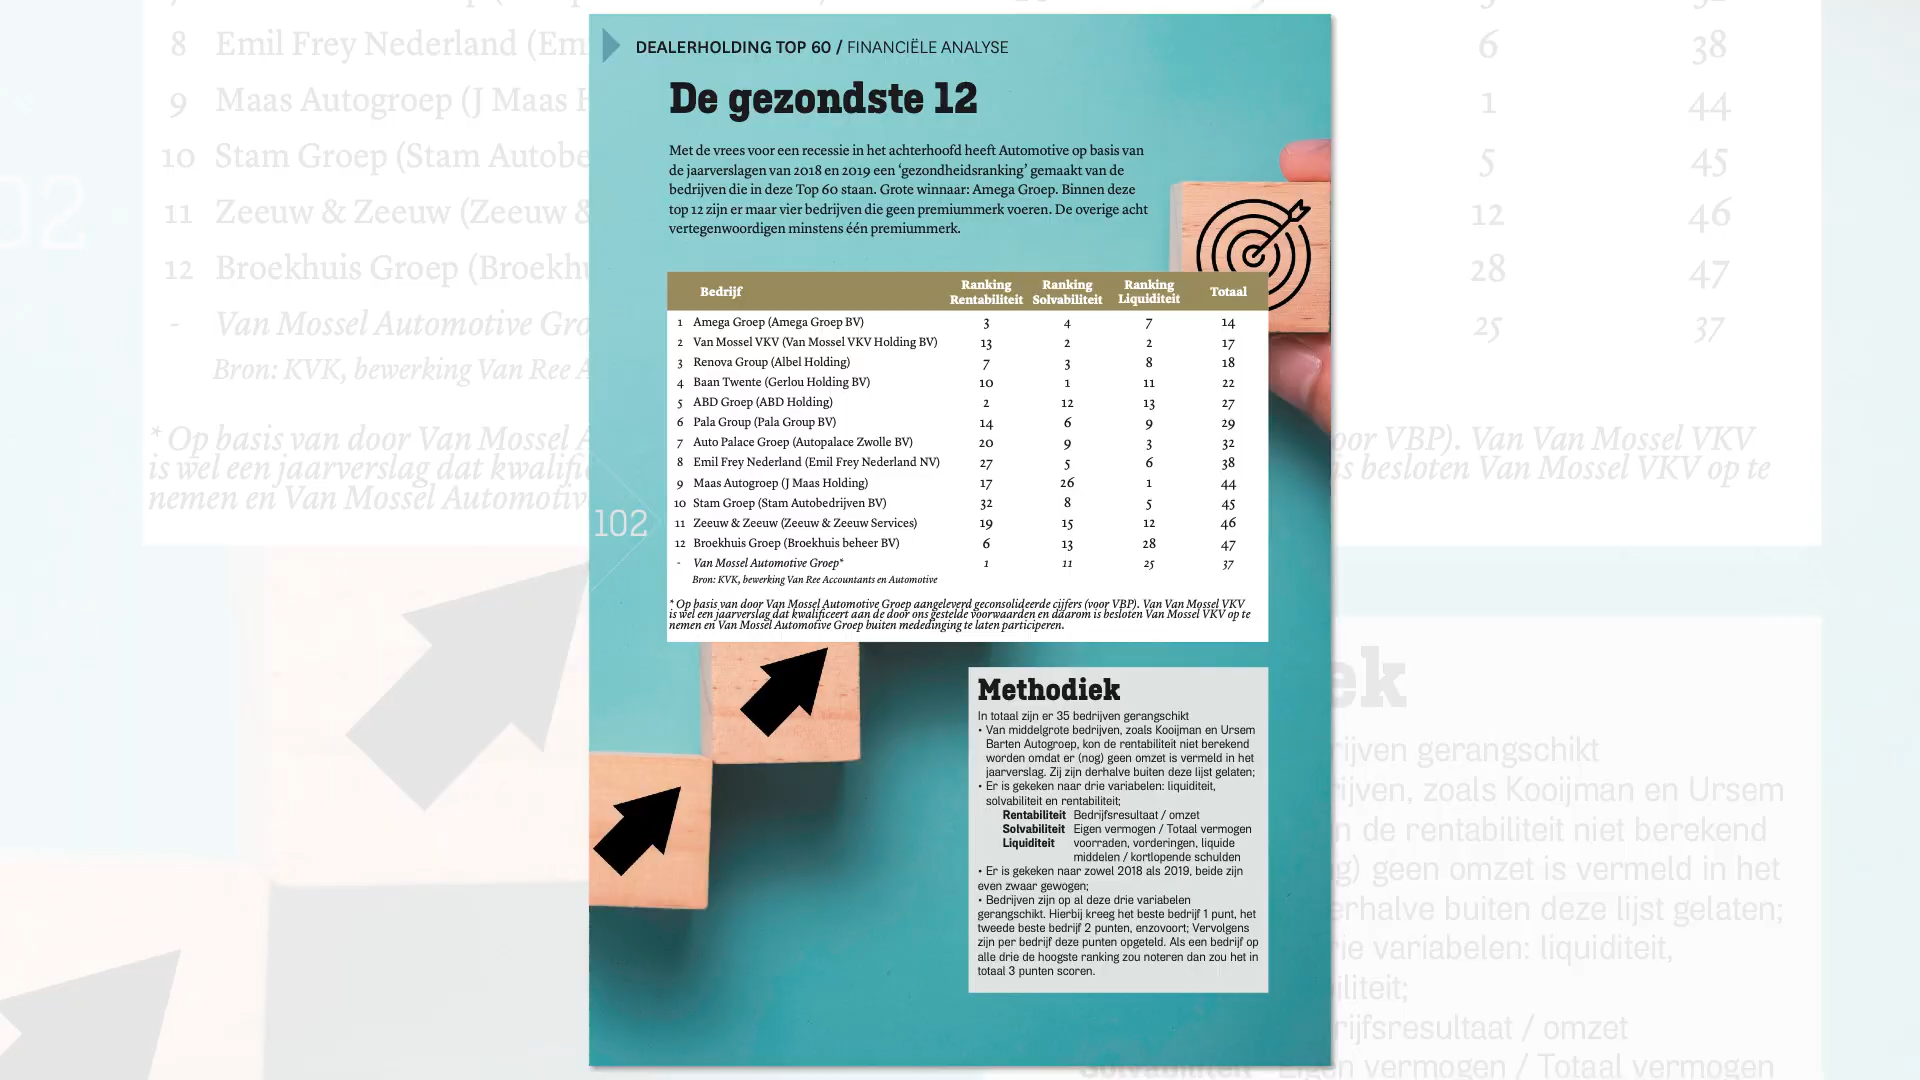 DEALERHOLDING TOP 60 / FINANCIËLE ANALYSE
De gezondste 12
Met de vrees voor een recessie in het achterhoofd heeft Automotive op basis van
de jaarverslagen van 2018 en 2019 een ‘gezondheidsranking’ gemaakt van de
bedrijven die in deze Top 60 staan. Grote winnaar: Amega Groep. Binnen deze
top 12 zijn er maar vier bedrijven die geen premiummerk voeren. De overige acht
vertegenwoordigen minstens één premiummerk.
Bedrijf Ranking Rentabiliteit Ranking Solvabiliteit Ranking Liquiditeit Totaal
1 Amega Groep (Amega Groep BV) 3 4 7 14
2 Van Mossel VKV (Van Mossel VKV Holding BV) 13 2 2 17
3 Renova Group (Albel Holding) 7 3 8 18
4 Baan Twente (Gerlou Holding BV) 10 1 11 22
5 ABD Groep (ABD Holding) 2 12 13 27
6 Pala Group (Pala Group BV) 14 6 9 29
7 Auto Palace Groep (Autopalace Zwolle BV) 20 9 3 32
8 Emil Frey Nederland (Emil Frey Nederland NV) 27 5 6 38
9 Maas Autogroep (J Maas Holding) 17 26 1 44
10 Stam Groep (Stam Autobedrijven BV) 32 8 5 45
11 Zeeuw & Zeeuw (Zeeuw & Zeeuw Services) 19 15 12 46
12 Broekhuis Groep (Broekhuis beheer BV) 6 13 28 47
- Van Mossel Automotive Groep* 1 11 25 37
Bron: KVK, bewerking Van Ree Accountants en Automotive
* Op basis van door Van Mossel Automotive Groep aangeleverd geconsolideerde cijfers (voor VBP). Van Van Mossel VKV
is wel een jaarverslag dat kwalificeert aan de door ons gestelde voorwaarden en daarom is besloten Van Mossel VKV op te
nemen en Van Mossel Automotive Groep buiten mededinging te laten participeren.
102
Methodiek
In totaal zijn er 35 bedrijven gerangschikt
• Van middelgrote bedrijven, zoals Kooijman en Ursem
Barten Autogroep, kon de rentabiliteit niet berekend
worden omdat er (nog) geen omzet is vermeld in het
jaarverslag. Zij zijn derhalve buiten deze lijst gelaten;
• Er is gekeken naar drie variabelen: liquiditeit,
solvabiliteit en rentabiliteit;
Rentabiliteit Bedrijfsresultaat / omzet
Solvabiliteit Eigen vermogen / Totaal vermogen
Liquiditeit voorraden, vorderingen, liquide
middelen / kortlopende schulden
• Er is gekeken naar zowel 2018 als 2019, beide zijn
even zwaar gewogen;
• Bedrijven zijn op al deze drie variabelen
gerangschikt. Hierbij kreeg het beste bedrijf 1 punt, het
tweede beste bedrijf 2 punten, enzovoort; Vervolgens
zijn per bedrijf deze punten opgeteld. Als een bedrijf op
alle drie de hoogste ranking zou noteren dan zou het in
totaal 3 punten scoren.